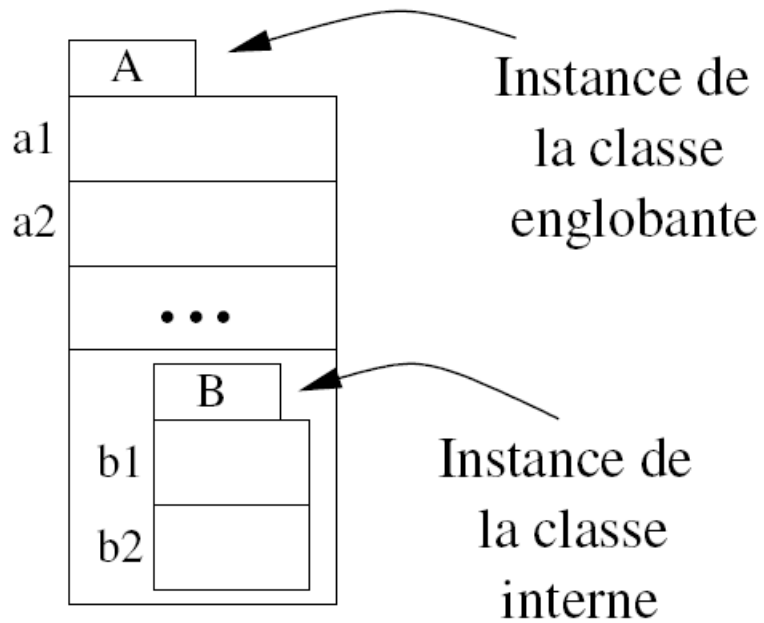 A
Instance de
la classe
englobante
a1
a2
...
B
b1
b2
Instance de
la classe
interne